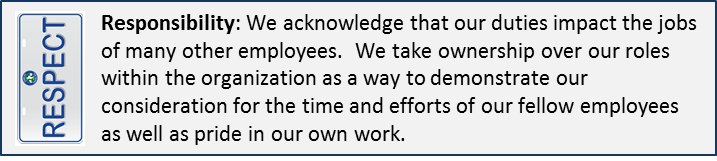 RESPECT
Responsibility: We acknowledge that our duties impact the jobs
of many other employees.  We take ownership over our roles
within the organization as a way to demonstrate our
consideration for the time and efforts of our fellow employees
as well as pride in our own work.